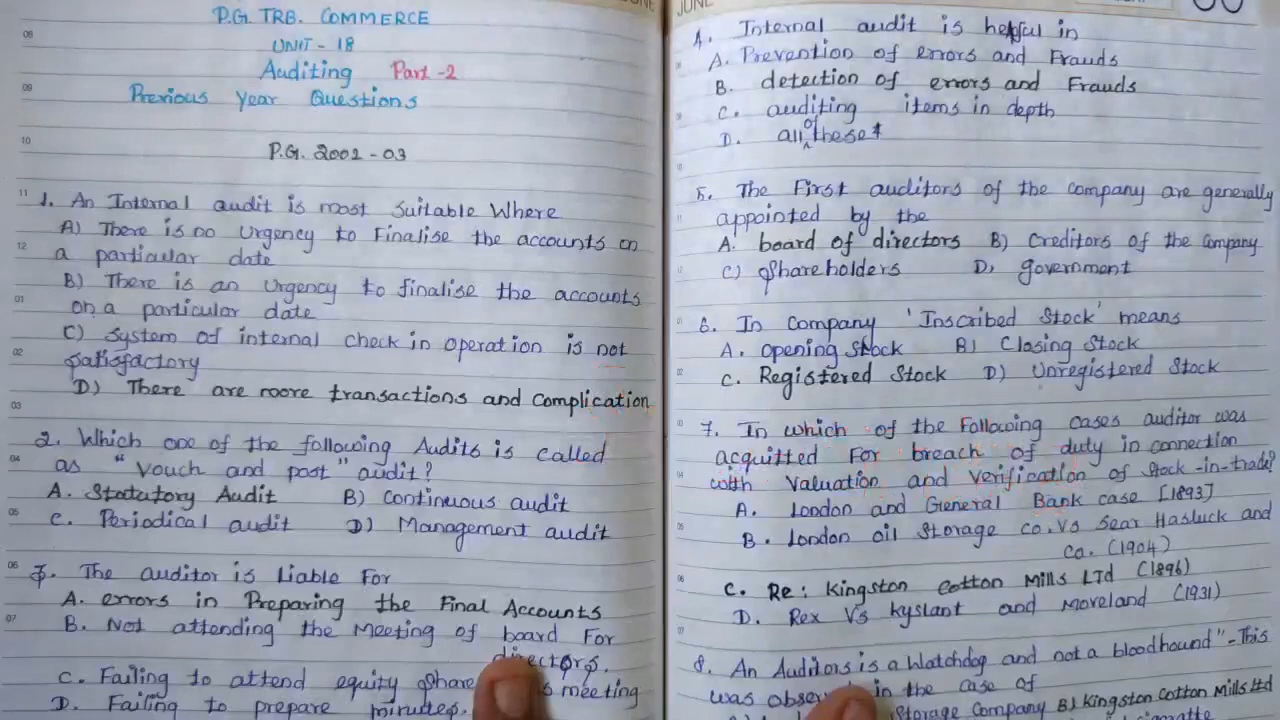 P.G. TRB. COMMERCE
UNIT - 18
Auditing Part -2
Previous Year Questions
P.G. 2002 - 03
1. An Internal audit is most Suitable Where
A) There is no Urgency to Finalise the accounts on
a particular date
B) There is an Urgency to finalise the accounts
on a particular date
C) System of internal check in operation is not
satisfactory
D) There are more transactions and Complication
2. Which one of the following Audits is called
as "Vouch and post" audit?
A. Statutory Audit B) Continuous audit
C. Periodical audit D) Management audit
3. The auditor is Liable For
A. errors in Preparing the Final Accounts
B. Not attending the Meeting of board For
directors.
C. Failing to attend equity Share meeting
D. Failing to prepare minutes.
JUNE
4. Internal audit is helpful in
A. Prevention of errors and Frauds
B. detection of errors and Frauds
C. auditing items in depth
D. all of these
5. The First auditors of the company are generally
appointed by the
A. board of directors B) Creditors of the Company
C) Shareholders D) government
6. In Company 'Inscribed Stock' means
A. Opening Stock B) Closing Stock
C. Registered Stock D) Unregistered Stock
7. In which of the Following cases auditor was
acquitted For breach of duty in connection
with Valuation and verification of Stock-in-trade?
A. London and General Bank case [1893]
B. London Oil Storage Co. Vs Sear Hasluck and
Co. (1904)
C. Re: Kingston Cotton Mills Ltd (1896)
D. Rex Vs Kyslant and Moreland (1931)
8. An Auditors is a Watchdog and not a bloodhound" - This
was in the case of
Storage Company B) Kingston Cotton Mills Ltd